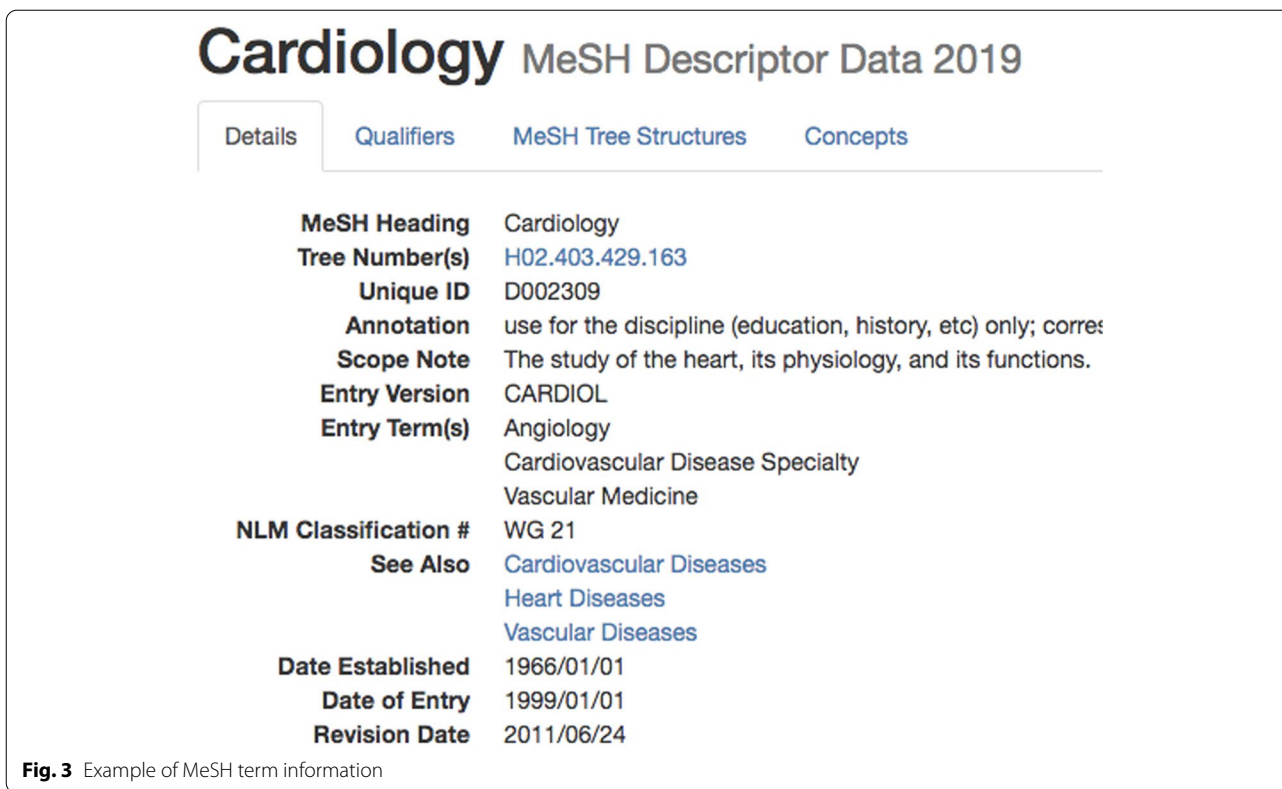 Cardiology MeSH Descriptor Data 2019
Details Qualifiers MeSH Tree Structures Concepts
MeSH Heading Cardiology
Tree Number(s) H02.403.429.163
Unique ID D002309
Annotation use for the discipline (education, history, etc) only;
Scope Note The study of the heart, its physiology, and its functions.
Entry Version CARDIOL
Entry Term(s) Angiology
Cardiovascular Disease Specialty
Vascular Medicine
NLM Classification # WG 21
See Also Cardiovascular Diseases
Heart Diseases
Vascular Diseases
Date Established 1966/01/01
Date of Entry 1999/01/01
Revision Date 2011/06/24
Fig. 3 Example of MeSH term information